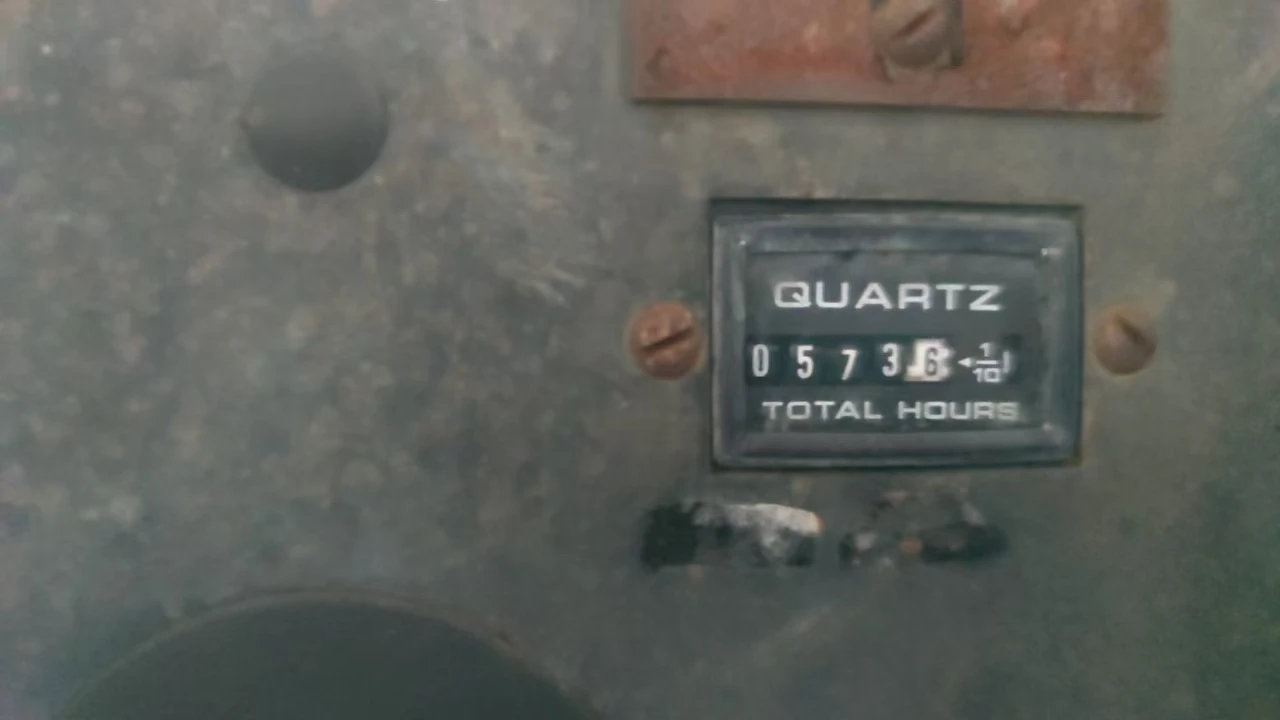 QUARTZ
0 5 7 3 6 1/10
TOTAL HOURS